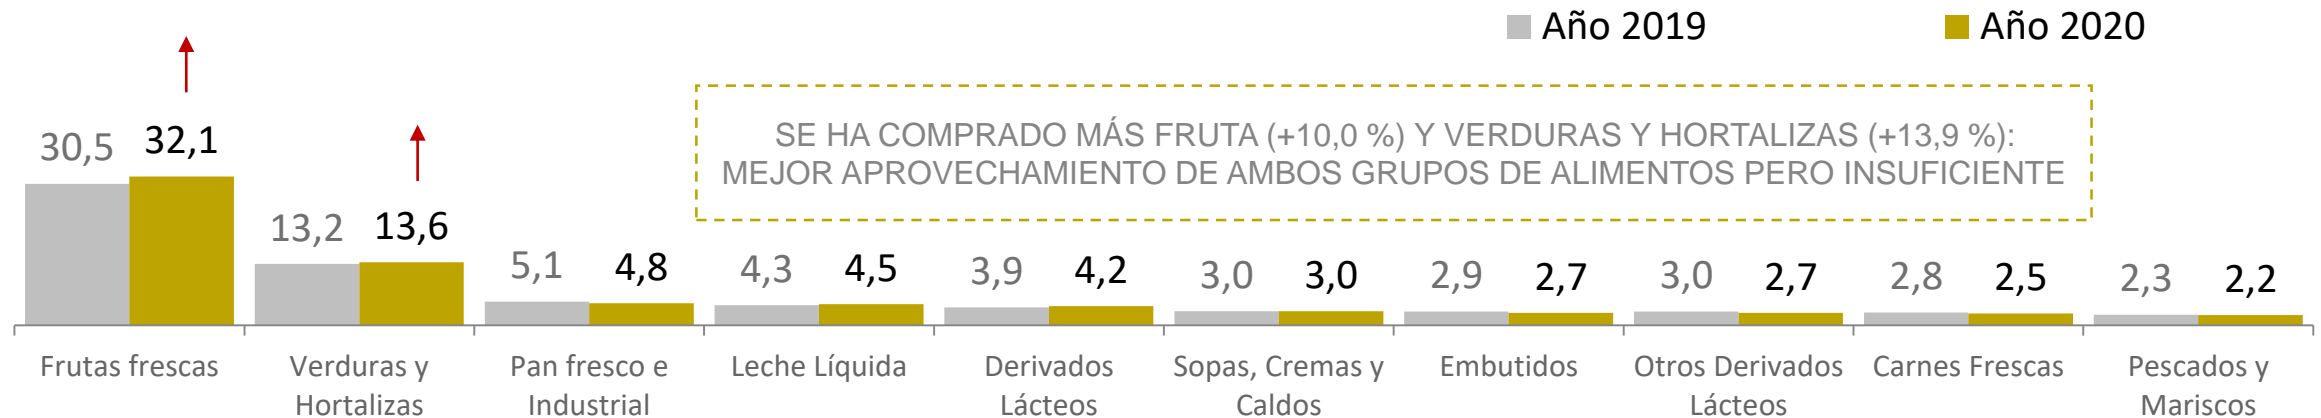 Año 2019
Año 2020
SE HA COMPRADO MÁS FRUTA (+10,0 %) Y VERDURAS Y HORTALIZAS (+13,9 %):
MEJOR APROVECHAMIENTO DE AMBOS GRUPOS DE ALIMENTOS PERO INSUFICIENTE
30,5
32,1
13,2
13,6
5,1
4,8
4,3
4,5
3,9
4,2
3,0
3,0
2,9
2,7
3,0
2,7
2,8
2,5
2,3
2,2
Frutas frescas
Verduras y
Hortalizas
Pan fresco e
Industrial
Leche Líquida
Derivados
Lácteos
Sopas, Cremas y
Caldos
Embutidos
Otros Derivados
Lácteos
Carnes Frescas
Pescados y
Mariscos